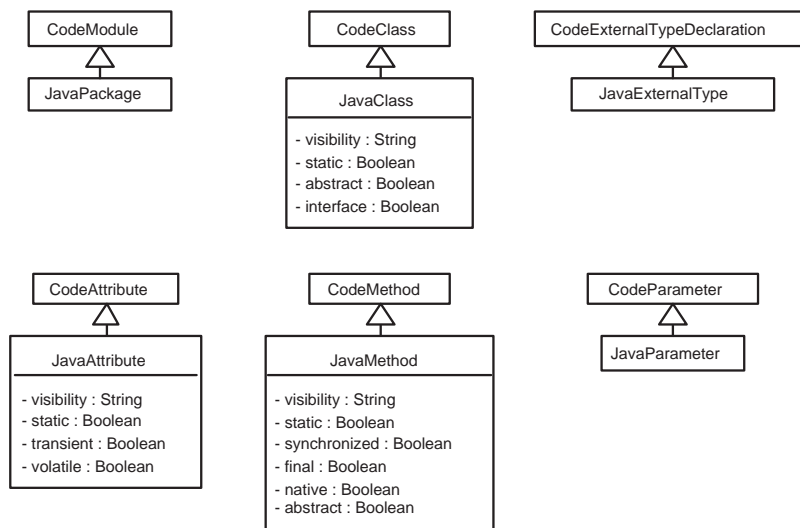 CodeModule
JavaPackage
CodeClass
JavaClass
- visibility : String
- static : Boolean
- abstract : Boolean
- interface : Boolean
CodeExternalTypeDeclaration
JavaExternalType
CodeAttribute
JavaAttribute
- visibility : String
- static : Boolean
- transient : Boolean
- volatile : Boolean
CodeMethod
JavaMethod
- visibility : String
- static : Boolean
- synchronized : Boolean
- final : Boolean
- native : Boolean
- abstract : Boolean
CodeParameter
JavaParameter